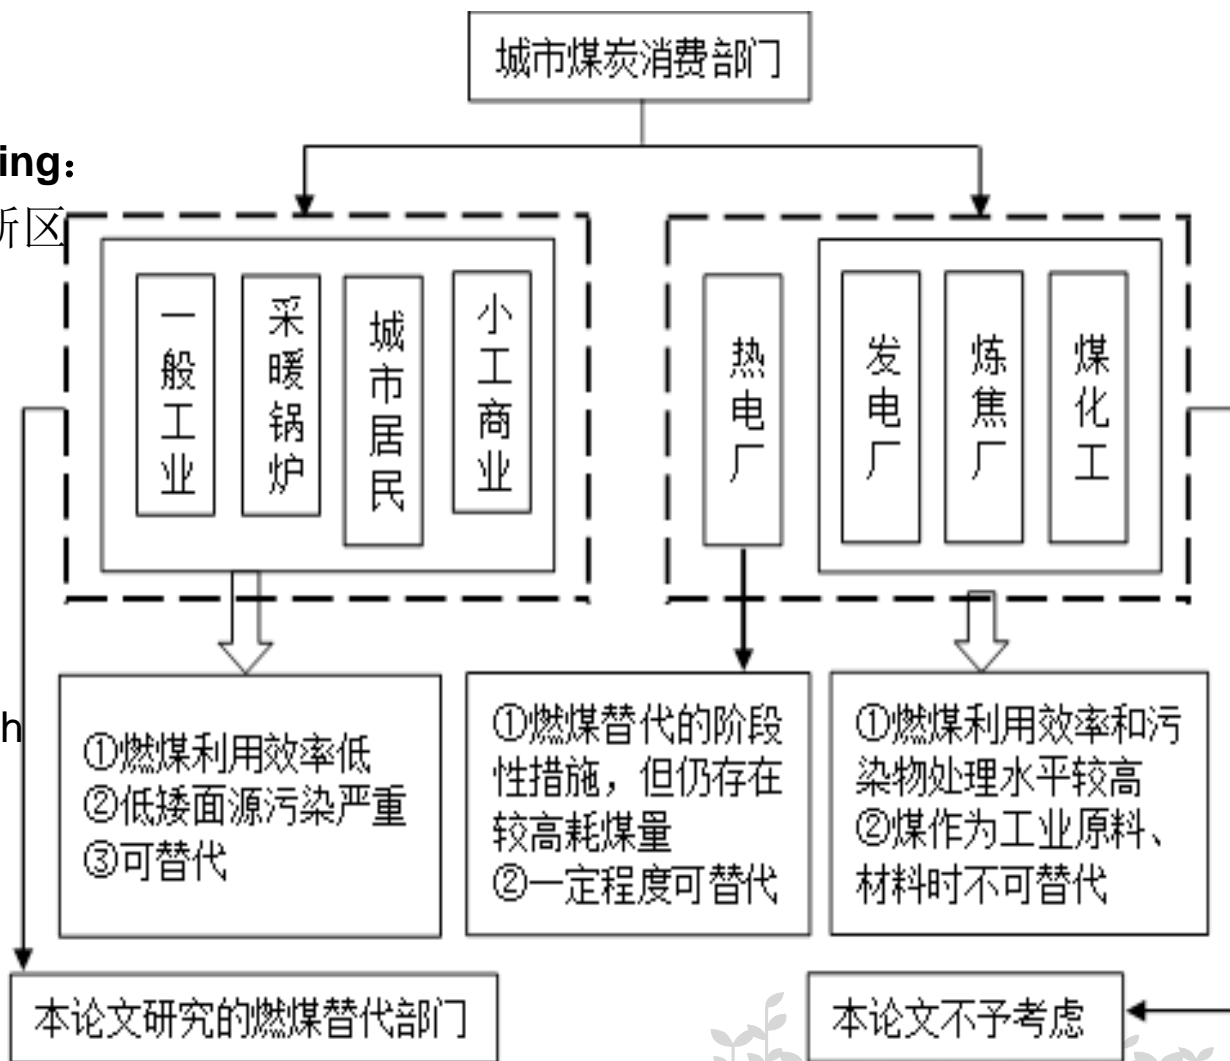 城市煤炭消费部门
ing：
新区
一般工业
采暖锅炉
城市居民
小工商业
热电厂
发电厂
炼焦厂
煤化工
h
①燃煤利用效率低
②低矮面源污染严重
③可替代
①燃煤替代的阶段
性措施，但仍存在
较高耗煤量
②一定程度可替代
①燃煤利用效率和污
染物处理水平较高
②煤作为工业原料、
材料时不可替代
本论文研究的燃煤替代部门
本论文不予考虑